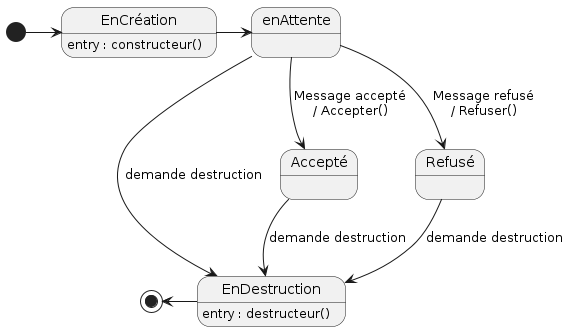 EnCréation
entry : constructeur()
enAttente
Message accepté
/ Accepter()
Message refusé
/ Refuser()
demande destruction
Accepté
Refusé
demande destruction
demande destruction
EnDestruction
entry : destructeur()